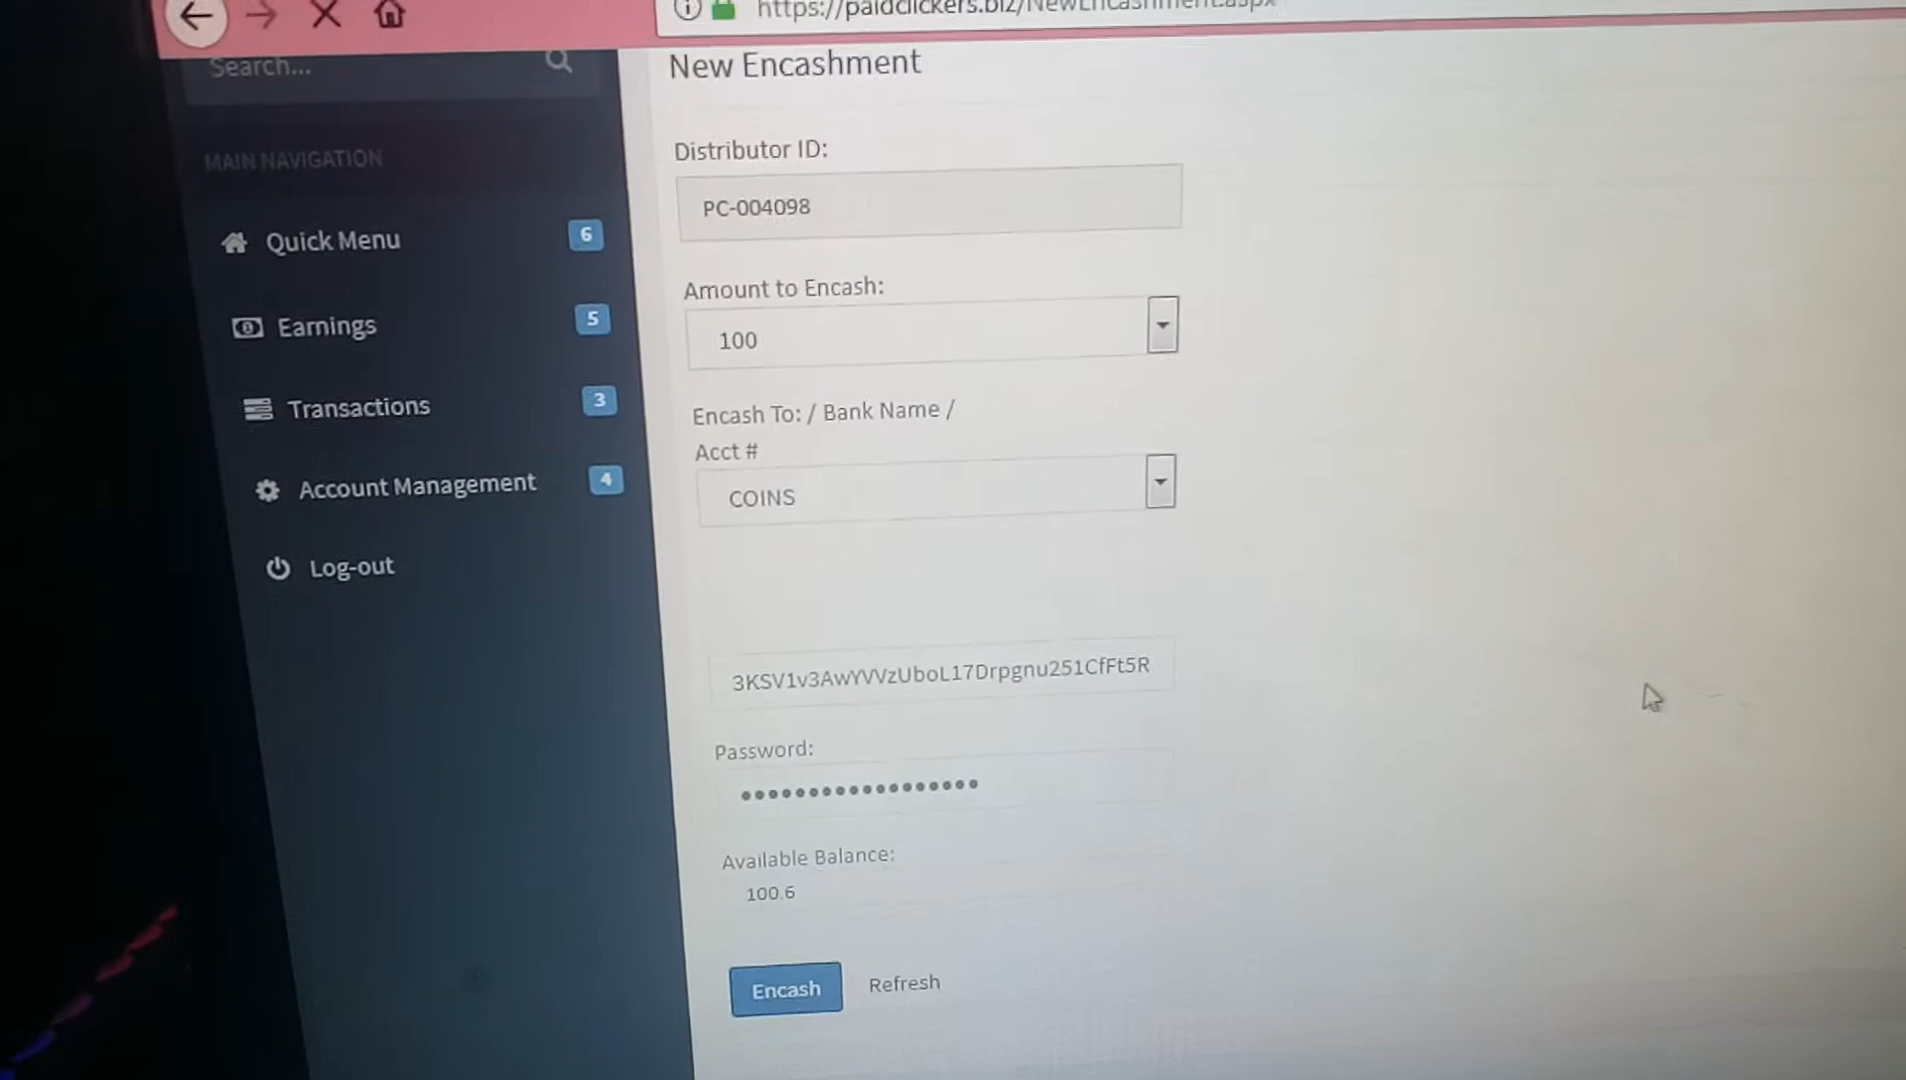 https://paidclickers.biz/NewEncashment.aspx
Search...
MAIN NAVIGATION
Quick Menu 6
Earnings 5
Transactions 3
Account Management 4
Log-out
New Encashment
Distributor ID:
PC-004098
Amount to Encash:
100
Encash To: / Bank Name /
Acct #
COINS
3KSV1v3AwYVVzUboL17Drpgnu251CfFt5R
Password:
Available Balance:
100.6
Encash Refresh